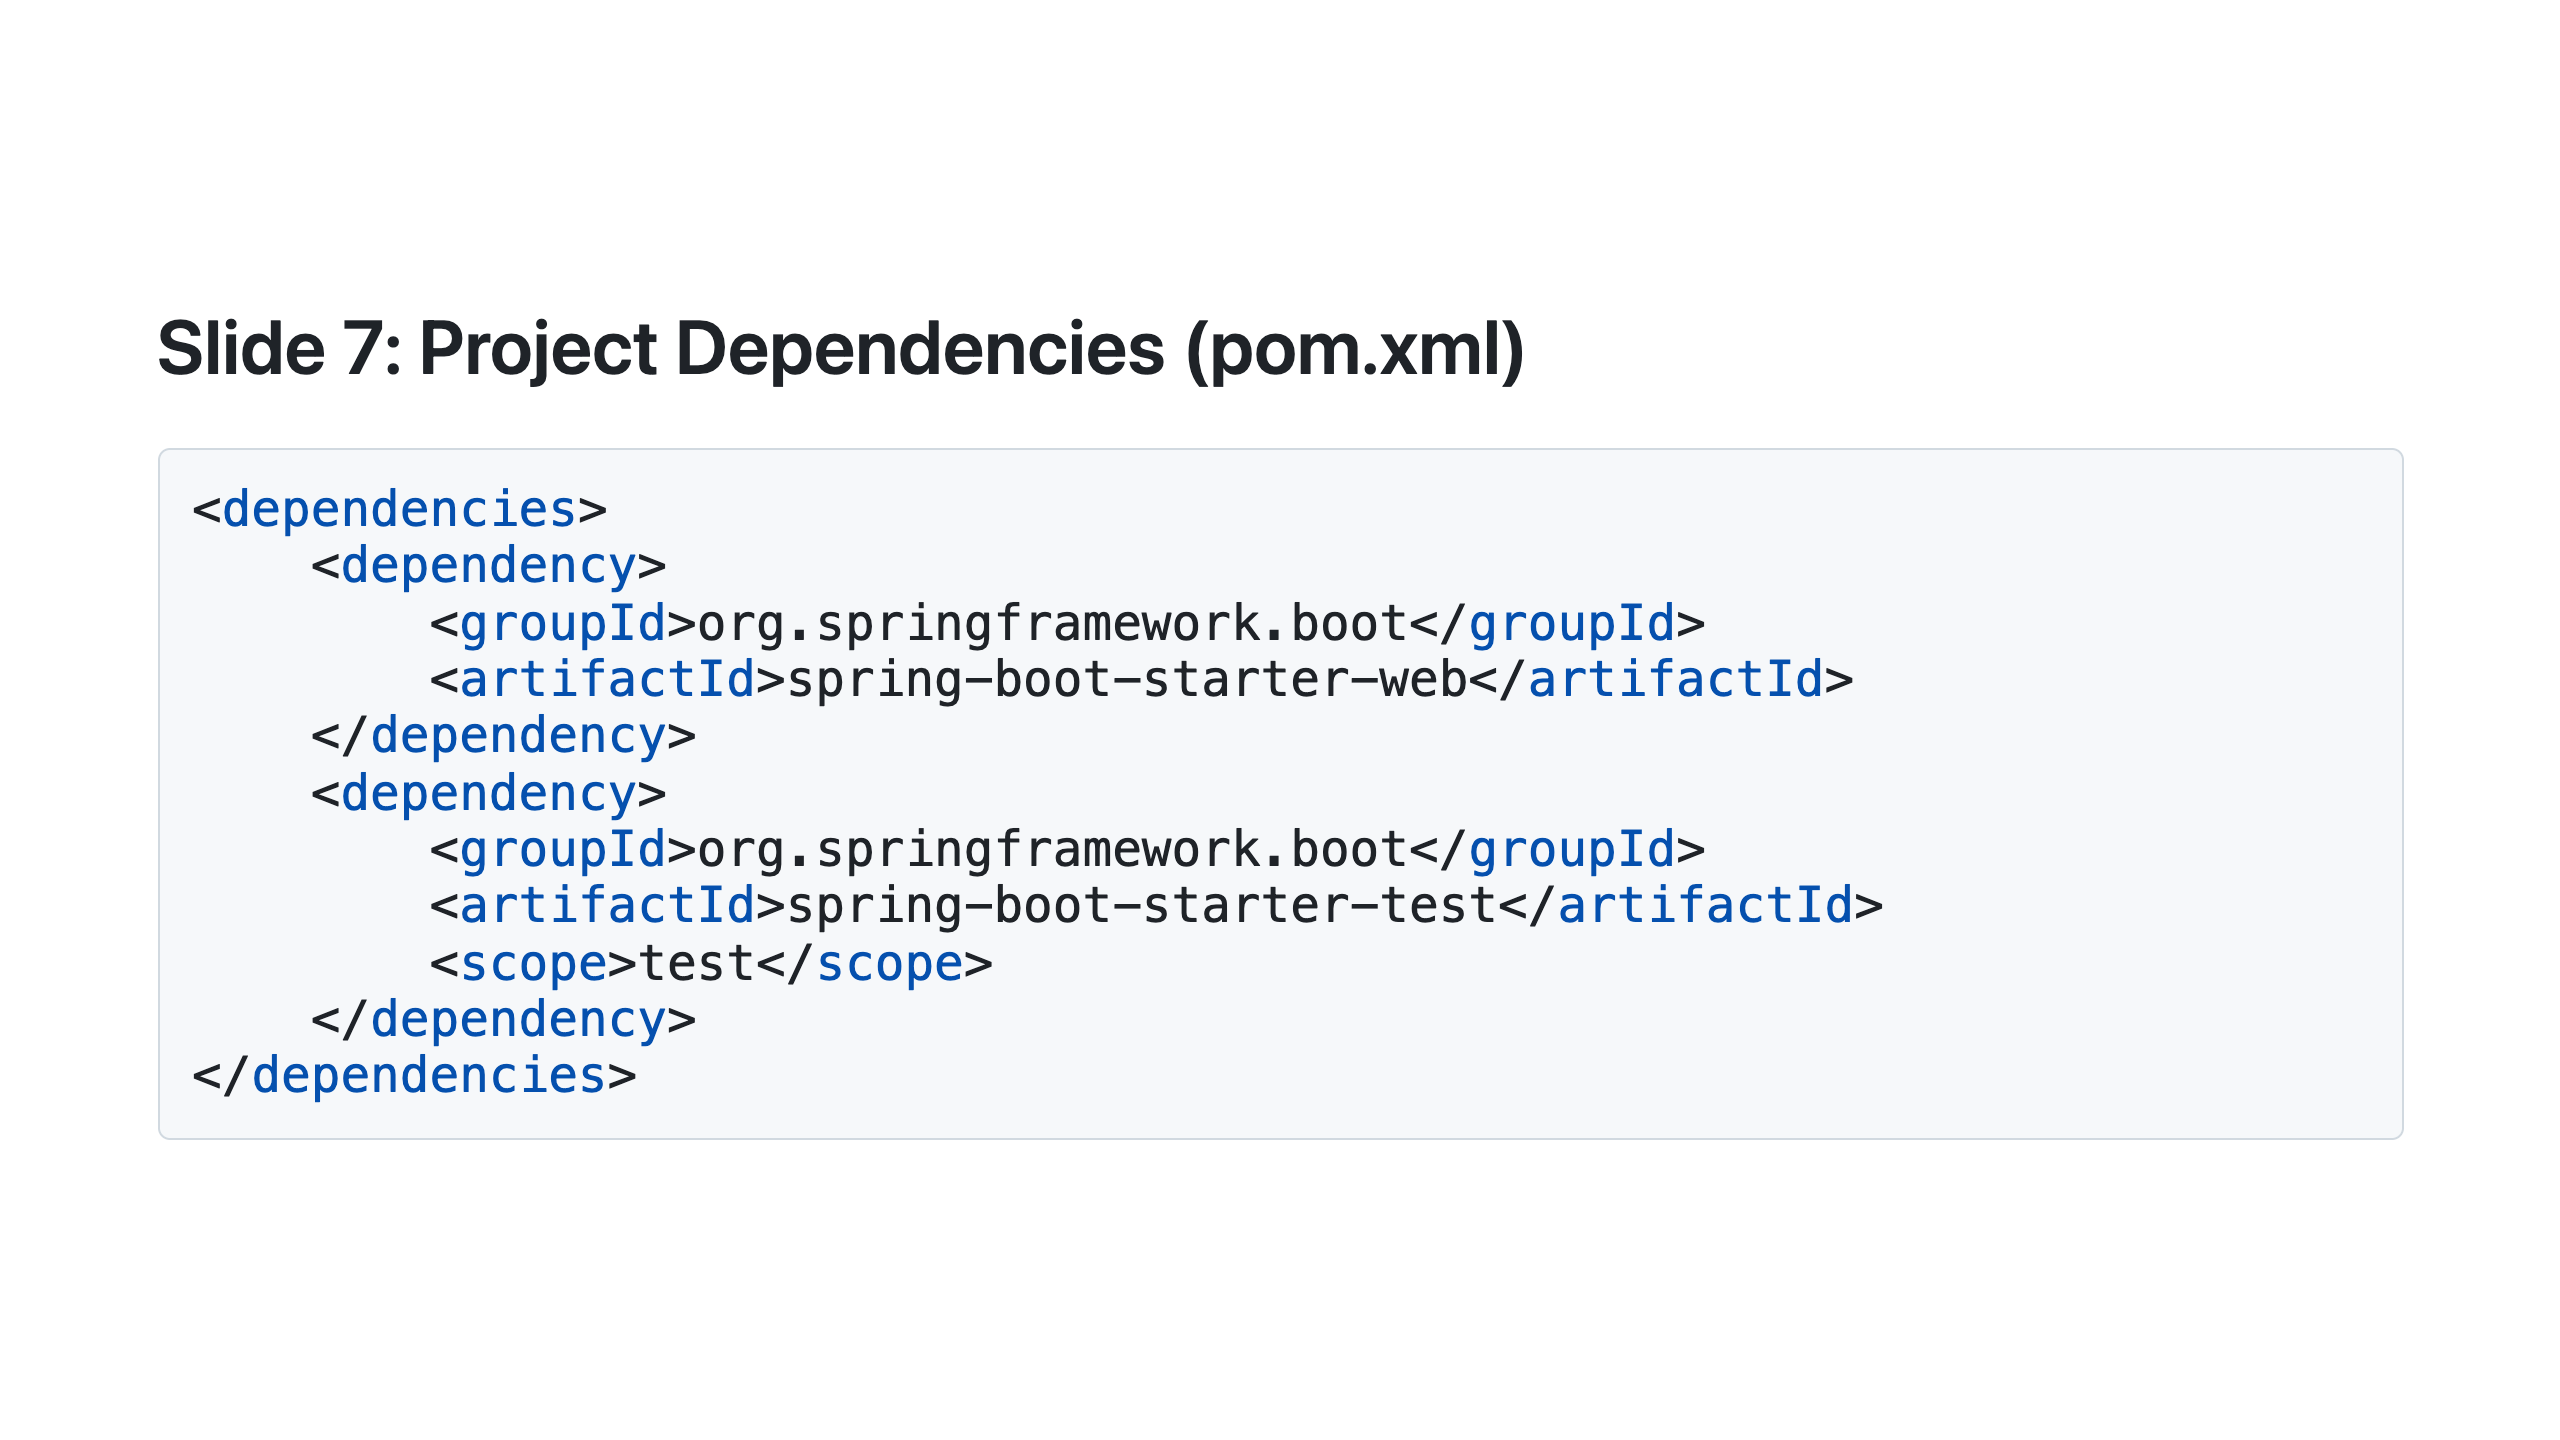 Slide 7: Project Dependencies (pom.xml)
<dependencies>
    <dependency>
        <groupId>org.springframework.boot</groupId>
        <artifactId>spring-boot-starter-web</artifactId>
    </dependency>
    <dependency>
        <groupId>org.springframework.boot</groupId>
        <artifactId>spring-boot-starter-test</artifactId>
        <scope>test</scope>
    </dependency>
</dependencies>